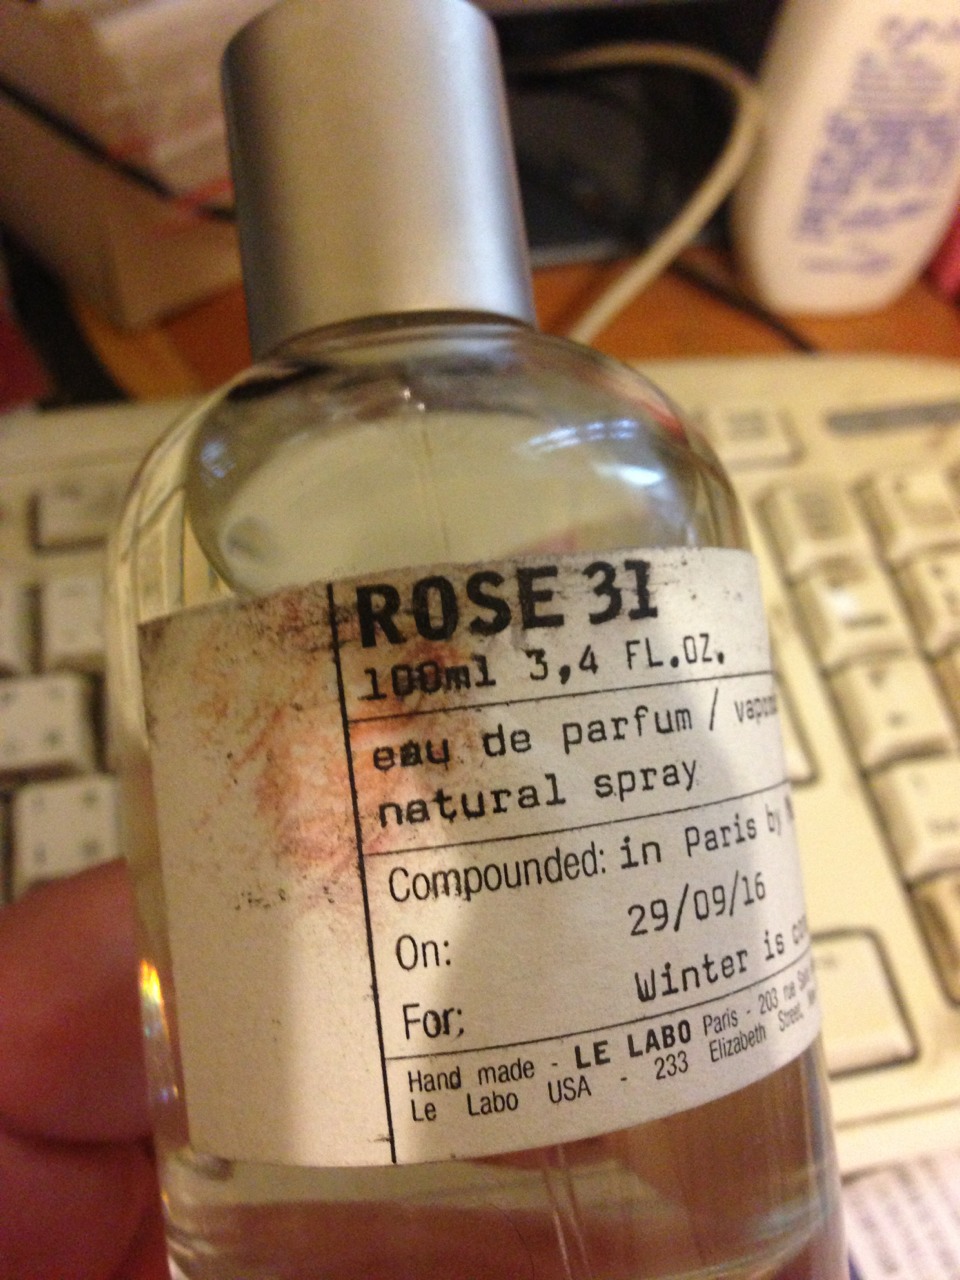 ROSE 31
100ml 3,4 FL.OZ.
eau de parfum /
natural spray
Compounded: in Paris by
On: 29/09/16
For: Winter is
Hand made - LE LABO Paris - 203 rue
Le Labo USA - 233 Elizabeth Street,